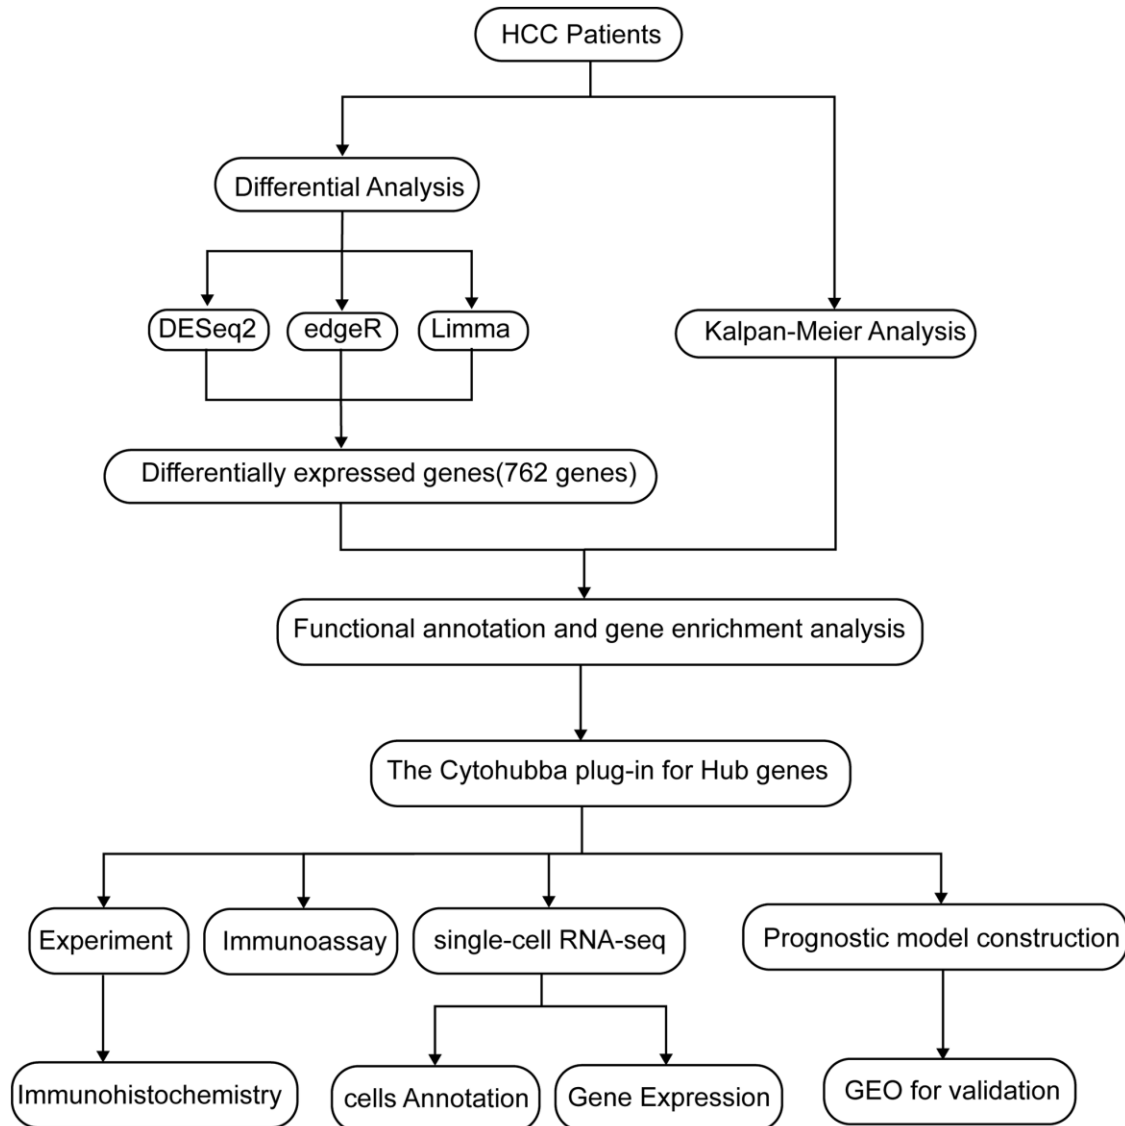 HCC Patients
Differential Analysis
DESeq2
edgeR
Limma
Kalpan-Meier Analysis
Differentially expressed genes(762 genes)
Functional annotation and gene enrichment analysis
The Cytohubba plug-in for Hub genes
Experiment
Immunoassay
single-cell RNA-seq
Prognostic model construction
Immunohistochemistry
cells Annotation
Gene Expression
GEO for validation